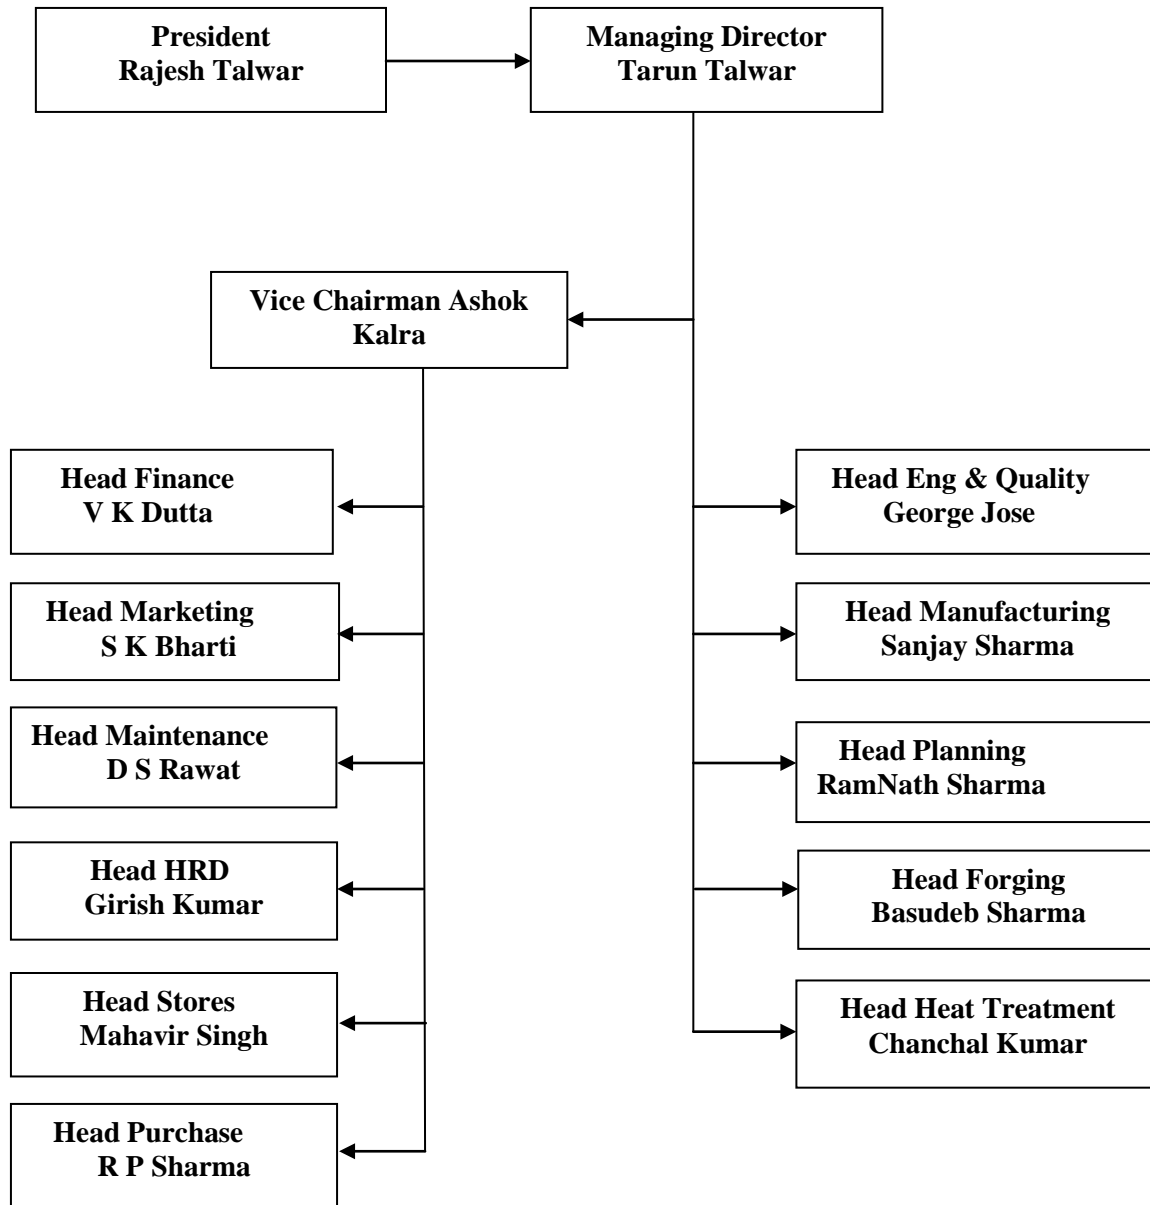 President
Rajesh Talwar
Managing Director
Tarun Talwar
Vice Chairman Ashok
Kalra
Head Finance
V K Dutta
Head Marketing
S K Bharti
Head Maintenance
D S Rawat
Head HRD
Girish Kumar
Head Stores
Mahavir Singh
Head Purchase
R P Sharma
Head Eng & Quality
George Jose
Head Manufacturing
Sanjay Sharma
Head Planning
RamNath Sharma
Head Forging
Basudeb Sharma
Head Heat Treatment
Chanchal Kumar